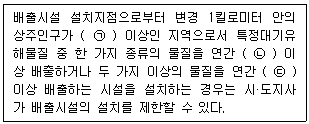 배출시설 설치지점으로부터 변경 1킬로미터 안의
상주인구가 ( ㉠ ) 이상인 지역으로서 특정대기유
해물질 중 한 가지 종류의 물질을 연간 ( ㉡ ) 이
상 배출하거나 두 가지 이상의 물질을 연간 ( ㉢ )
이상 배출하는 시설을 설치하는 경우는 시·도지사
가 배출시설의 설치를 제한할 수 있다.